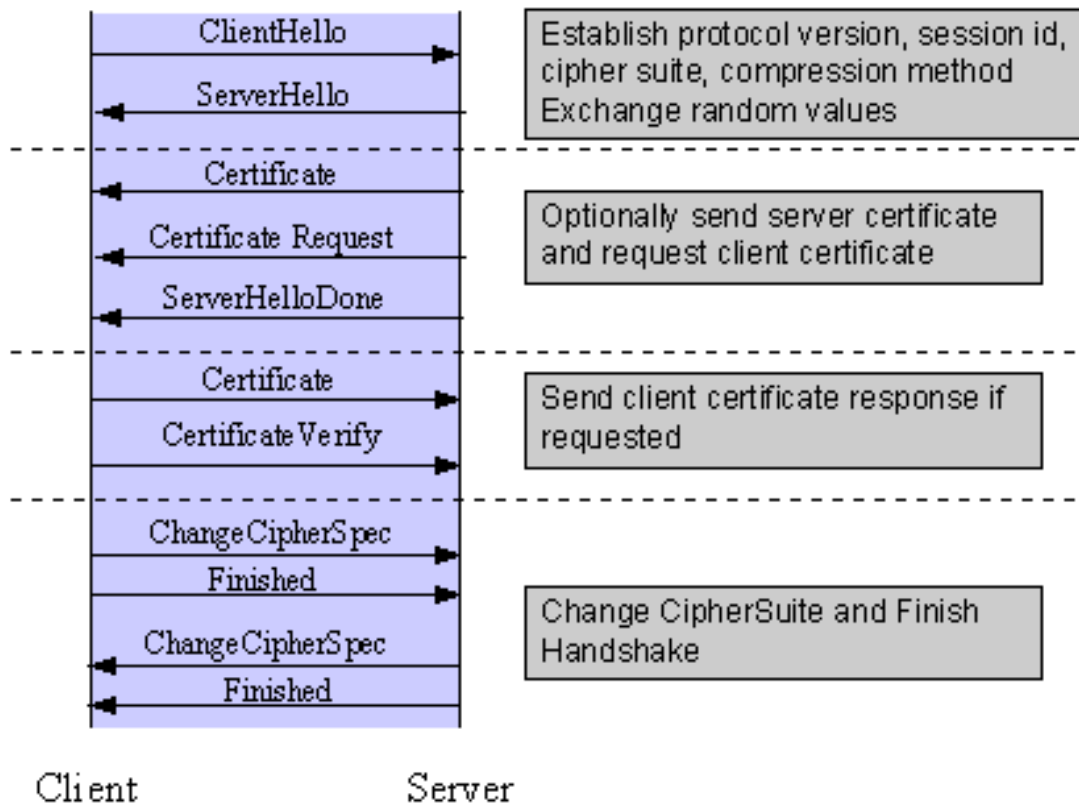 ClientHello
ServerHello
Establish protocol version, session id,
cipher suite, compression method
Exchange random values
Certificate
Certificate Request
ServerHelloDone
Optionally send server certificate
and request client certificate
Certificate
CertificateVerify
Send client certificate response if
requested
ChangeCipherSpec
Finished
ChangeCipherSpec
Finished
Change CipherSuite and Finish
Handshake
Client
Server